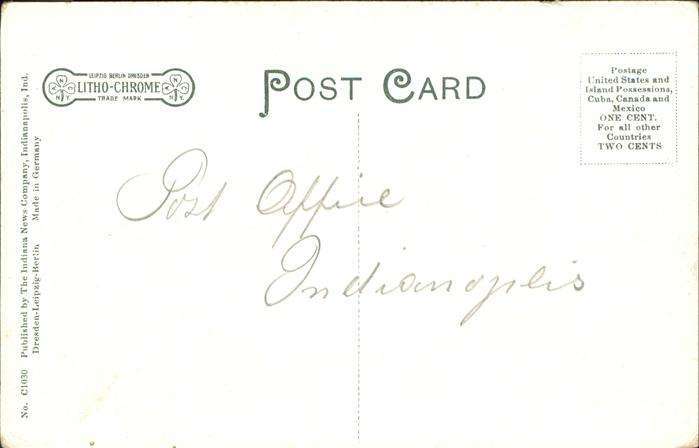 LEIPZIG BERLIN DRESDEN
LITHO-CHROME
TRADE MARK
N N Y
N N Y
POST CARD
Postage
United States and
Island Possessions,
Cuba, Canada and
Mexico
ONE CENT.
For all other
Countries
TWO CENTS
Post Office
Indianoplis
No. C1030 Published by The Indiana News Company, Indianapolis, Ind.
Dresden-Leipzig-Berlin Made in Germany